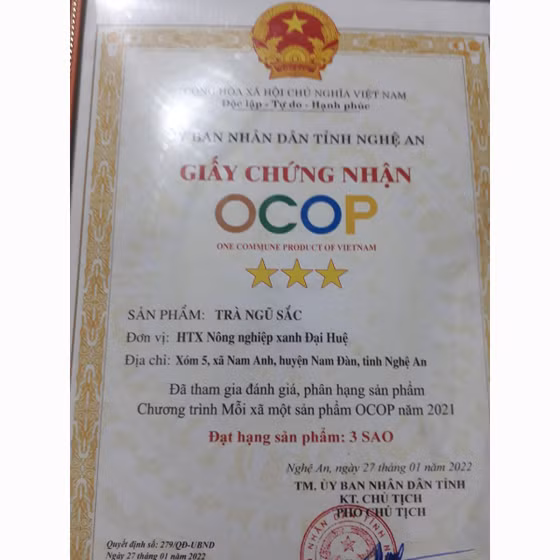 CỘNG HÒA XÃ HỘI CHỦ NGHĨA VIỆT NAM
Độc lập - Tự do - Hạnh phúc
ỦY BAN NHÂN DÂN TỈNH NGHỆ AN
GIẤY CHỨNG NHẬN
OCOP
ONE COMMUNE PRODUCT OF VIETNAM
SẢN PHẨM: TRÀ NGŨ SẮC
Đơn vị: HTX Nông nghiệp xanh Đại Huệ
Địa chỉ: Xóm 5, xã Nam Anh, huyện Nam Đàn, tỉnh Nghệ An
Đã tham gia đánh giá, phân hạng sản phẩm
Chương trình Mỗi xã một sản phẩm OCOP năm 2021
Đạt hạng sản phẩm: 3 SAO
Nghệ An, ngày 27 tháng 01 năm 2022
TM. ỦY BAN NHÂN DÂN TỈNH
KT. CHỦ TỊCH
PHÓ CHỦ TỊCH
Quyết định số: 279/QĐ-UBND
Ngày 27 tháng 01 năm 2022